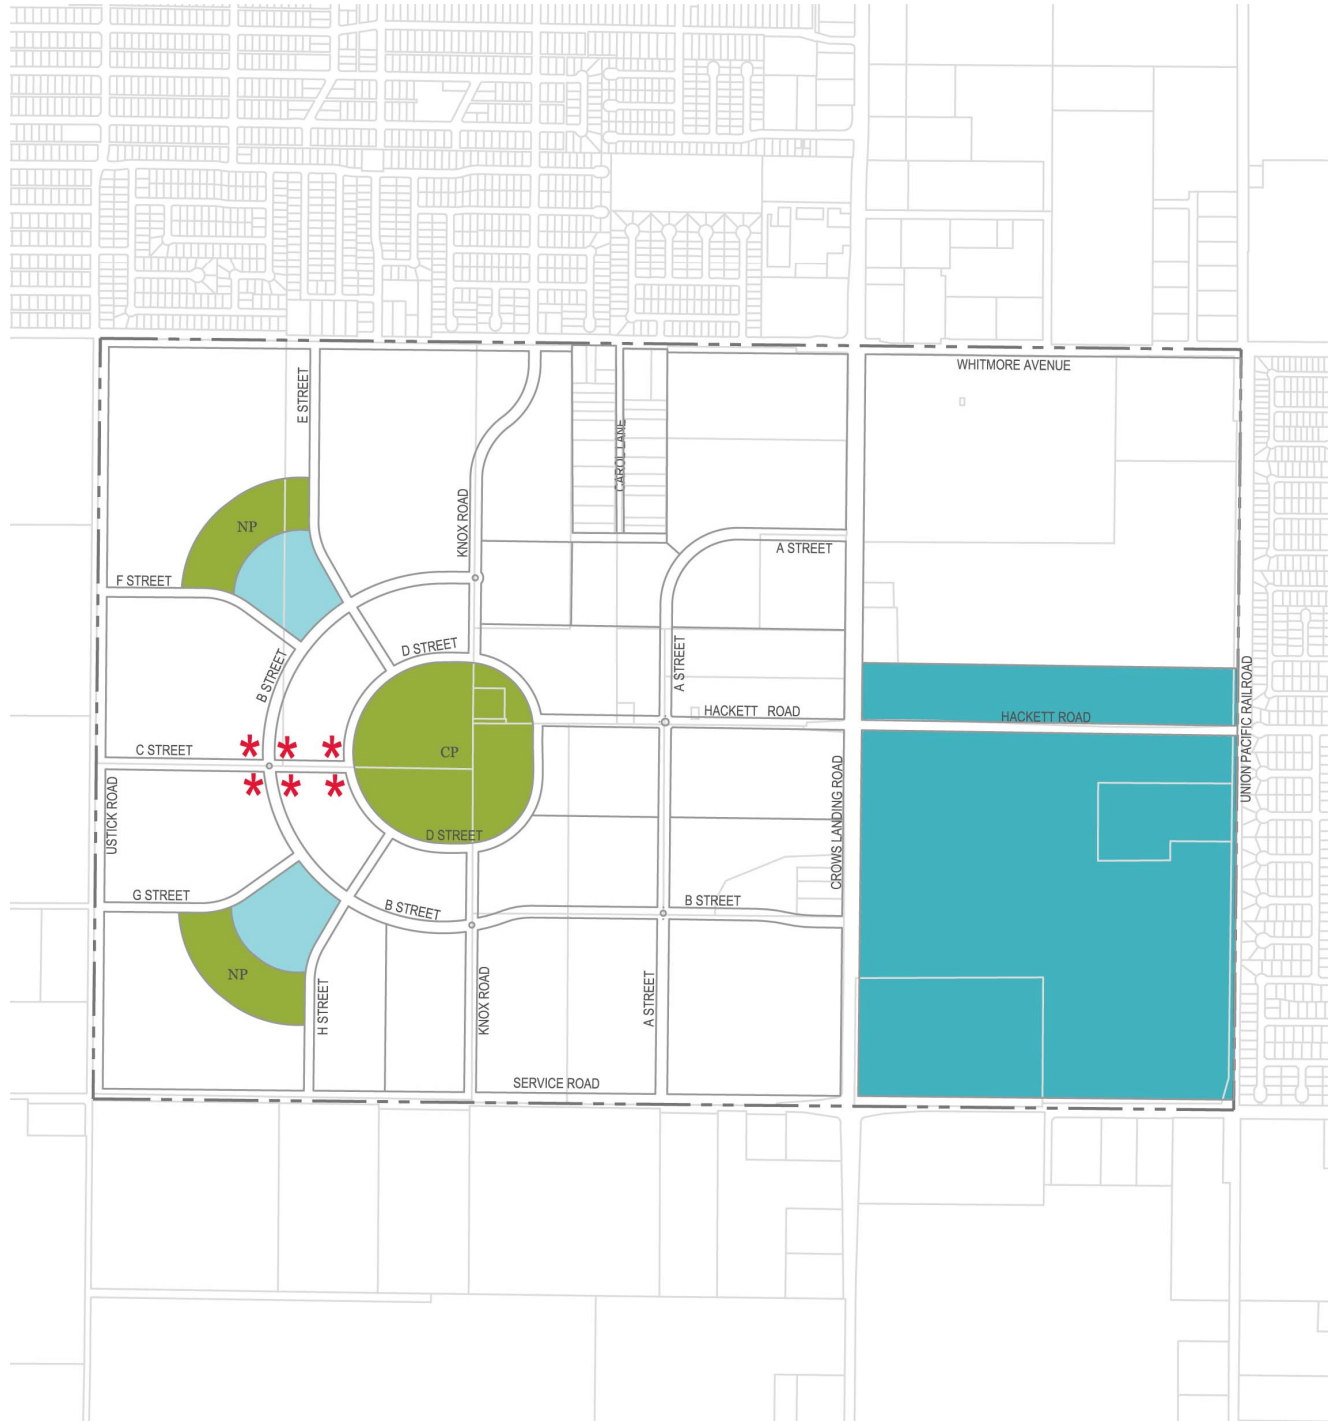 WHITMORE AVENUE
E STREET
CAROL LANE
KNOX ROAD
NP
A STREET
F STREET
D STREET
B STREET
A STREET
UNION PACIFIC RAILROAD
HACKETT ROAD
HACKETT ROAD
C STREET
CP
* * *
* * *
USTICK ROAD
CROWS LANDING ROAD
D STREET
G STREET
B STREET
B STREET
NP
H STREET
KNOX ROAD
A STREET
SERVICE ROAD